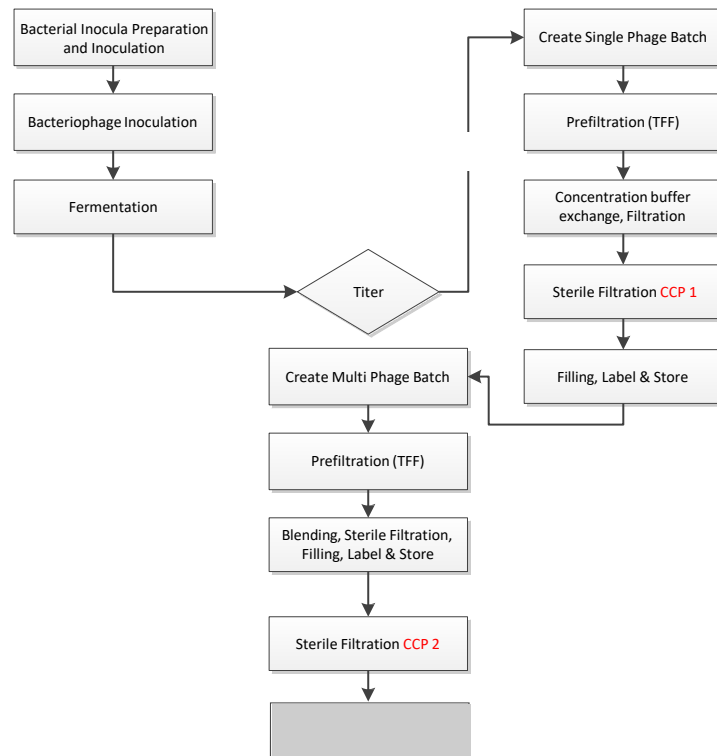 Bacterial Inocula Preparation
and Inoculation
Bacteriophage Inoculation
Fermentation
Titer
Create Single Phage Batch
Prefiltration (TFF)
Concentration buffer
exchange, Filtration
Sterile Filtration CCP 1
Filling, Label & Store
Create Multi Phage Batch
Prefiltration (TFF)
Blending, Sterile Filtration,
Filling, Label & Store
Sterile Filtration CCP 2